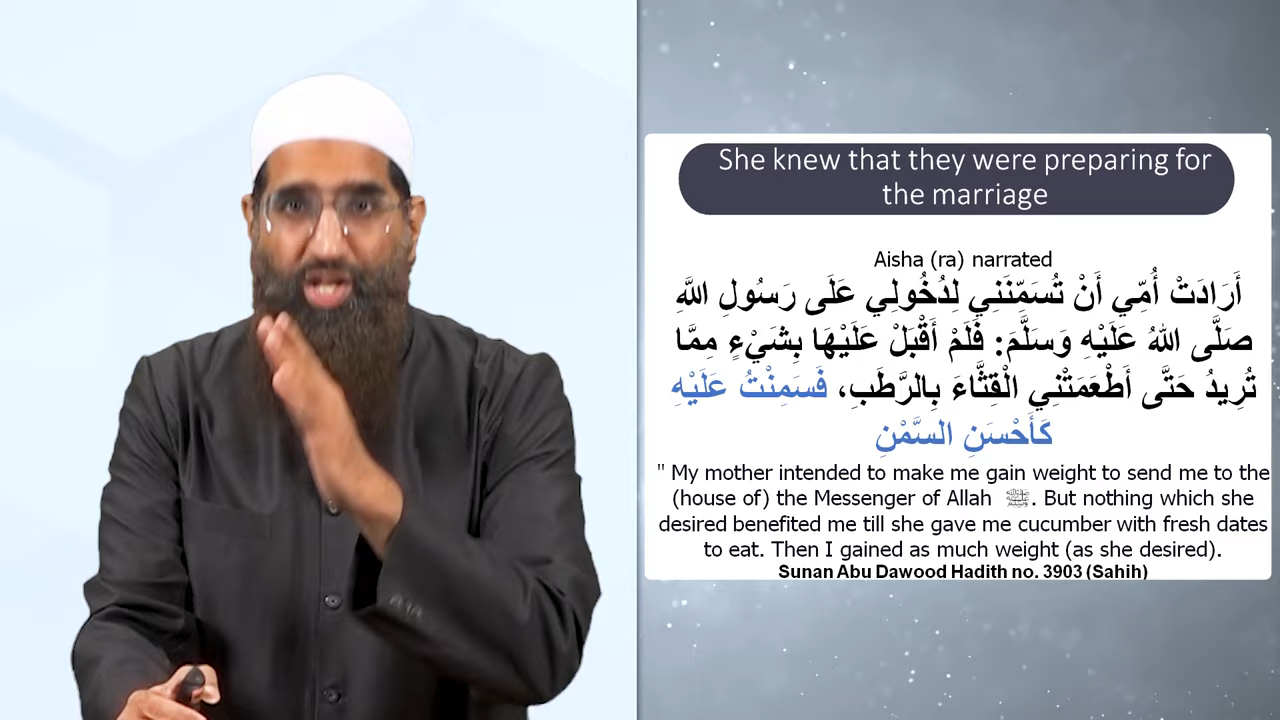 She knew that they were preparing for
the marriage
Aisha (ra) narrated
أَرَادَتْ أُمِّي أَنْ تُسَمِّنَنِي لِدُخُولِي عَلَى رَسُولِ اللَّهِ
صَلَّى اللهُ عَلَيْهِ وَسَلَّمَ: فَلَمْ أَقْبَلْ عَلَيْهَا بِشَيْءٍ مِمَّا
تُرِيدُ حَتَّى أَطْعَمَتْنِي الْقِثَّاءَ بِالرَّطَبِ، فَسَمِنْتُ عَلَيْهِ
كَأَحْسَنِ السَّمْنِ
" My mother intended to make me gain weight to send me to the
(house of) the Messenger of Allah ﷺ. But nothing which she
desired benefited me till she gave me cucumber with fresh dates
to eat. Then I gained as much weight (as she desired).
Sunan Abu Dawood Hadith no. 3903 (Sahih)